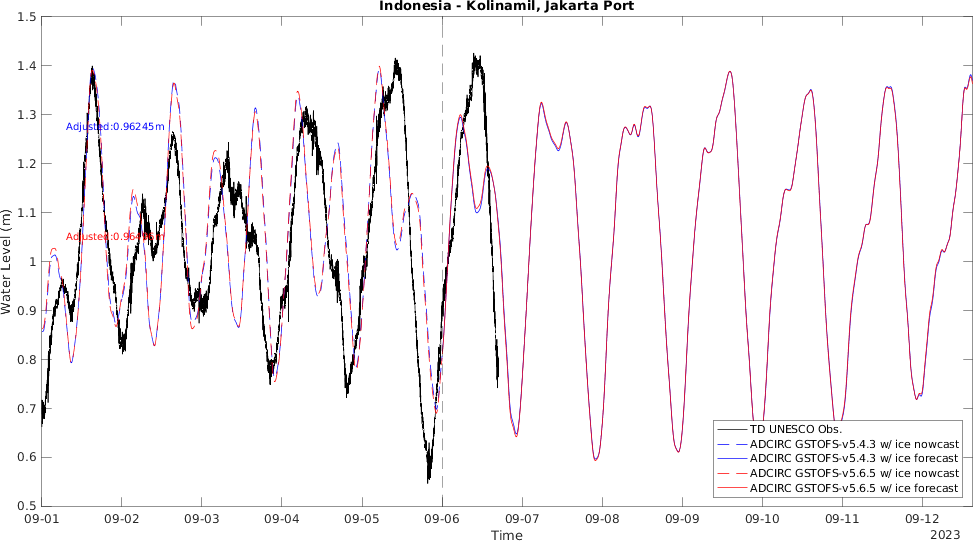 Indonesia - Kolinamil, Jakarta Port
Water Level (m)
1.5
1.4
1.3
1.2
1.1
1
0.9
0.8
0.7
0.6
0.5
Adjusted:0.96245m
TD UNESCO Obs.
ADCIRC GSTOFS-v5.4.3 w/ ice nowcast
ADCIRC GSTOFS-v5.4.3 w/ ice forecast
ADCIRC GSTOFS-v5.6.5 w/ ice nowcast
ADCIRC GSTOFS-v5.6.5 w/ ice forecast
09-01 09-02 09-03 09-04 09-05 09-06 09-07 09-08 09-09 09-10 09-11 09-12
2023
Time